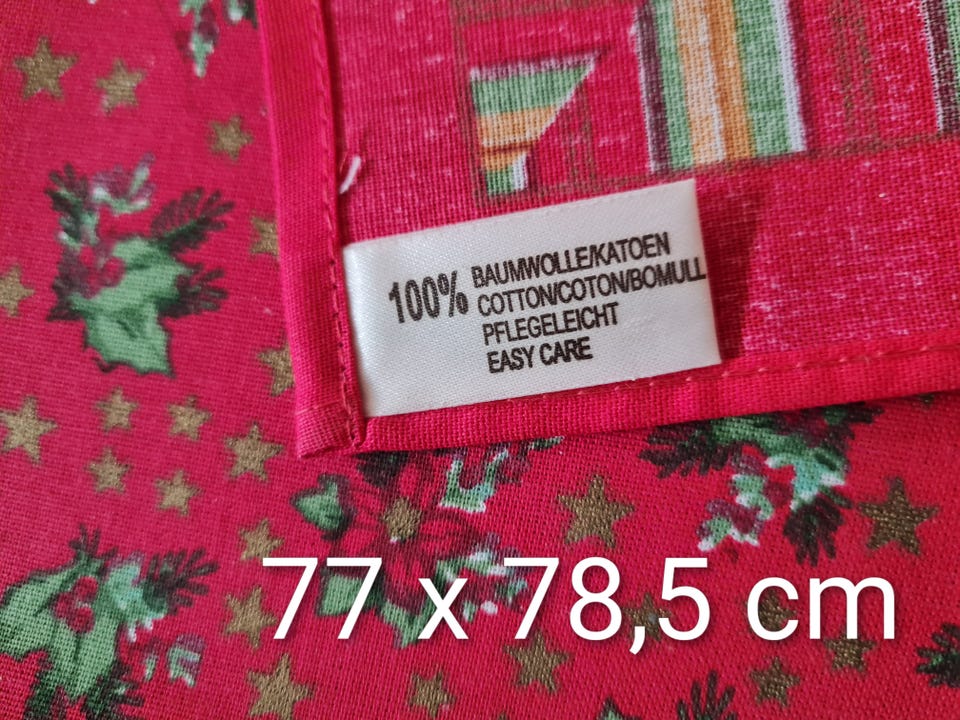 100% BAUMWOLLE/KATOEN
COTTON/COTON/BOMULL
PFLEGELEICHT
EASY CARE
77 x 78,5 cm